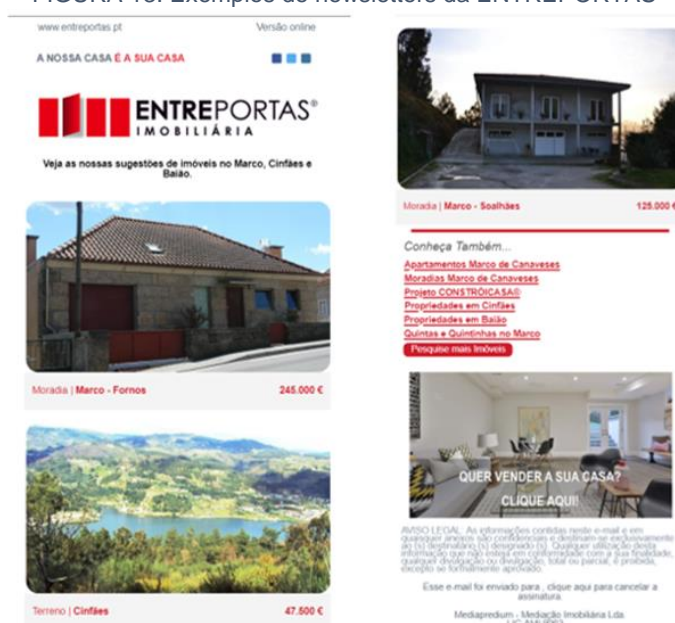 FIGURA 18: Exemplos de newsletters da ENTREPORTAS
www.entreportas.pt
Versão online
A NOSSA CASA É A SUA CASA
ENTREPORTAS®
IMOBILIÁRIA
Veja as nossas sugestões de imóveis no Marco, Cinfães e
Baião.
Moradia | Marco - Fornos
245.000 €
Terreno | Cinfães
47.500 €
Moradia | Marco - Soalhães
125.000 €
Conheça Também...
Apartamentos Marco de Canaveses
Moradias Marco de Canaveses
Projeto CONSTRÓICASA®
Propriedades em Cinfães
Propriedades em Baião
Quintas e Quintinhas no Marco
Pesquise mais Imóveis
QUER VENDER A SUA CASA?
CLIQUE AQUI!
AVISO LEGAL: As informações contidas neste e-mail e em
quaisquer anexos são confidenciais e destinam-se exclusivamente
ao (s) destinatário (s) designado (s). Qualquer utilização desta
informação que não esteja em conformidade com a sua finalidade,
qualquer divulgação ou divulgação, total ou parcial, é proibida,
excepto se formalmente aprovado.
Esse e-mail foi enviado para , clique aqui para cancelar a
assinatura.
Mediapredium - Mediação Imobiliária Lda.